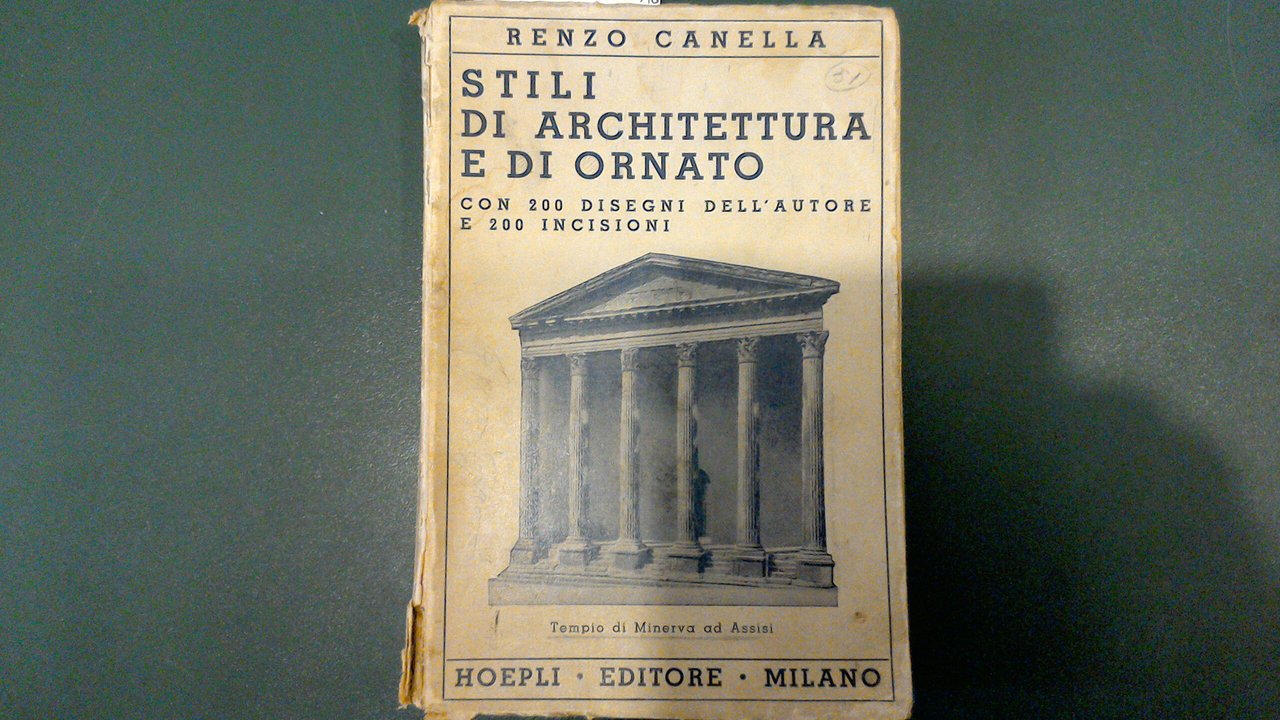 RENZO CANELLA
STILI
DI ARCHITETTURA
E DI ORNATO
CON 200 DISEGNI DELL'AUTORE
E 200 INCISIONI
Tempio di Minerva ad Assisi
HOEPLI · EDITORE · MILANO